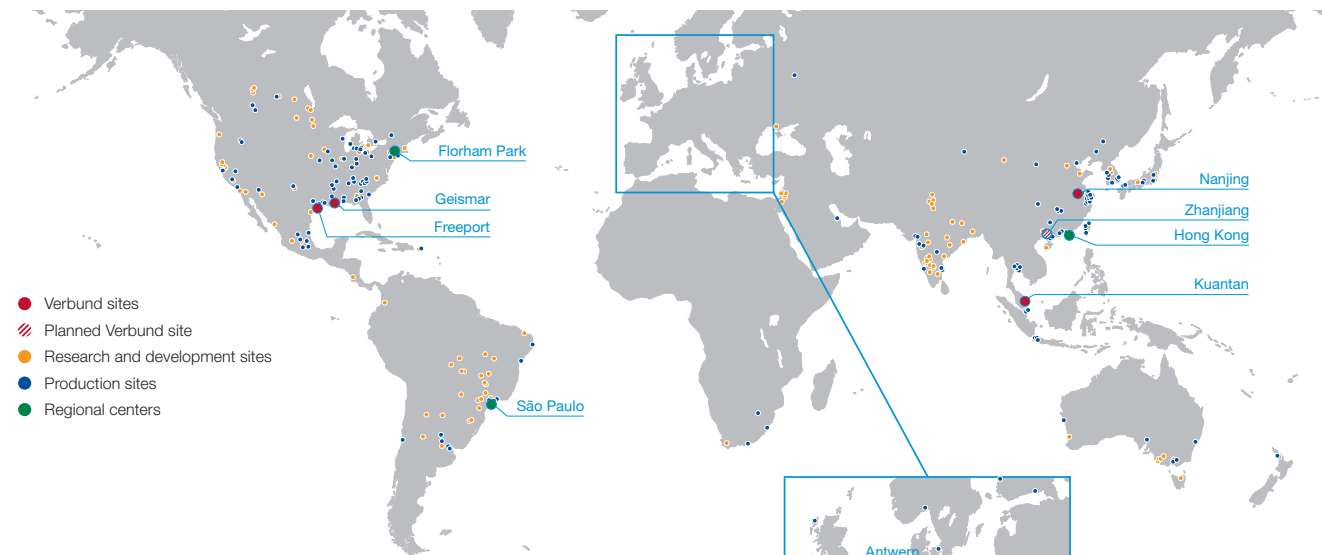 Florham Park
Geismar
Freeport
Nanjing
Zhanjiang
Hong Kong
Kuantan
Verbund sites
Planned Verbund site
Research and development sites
Production sites
Regional centers
São Paulo
Antwerp